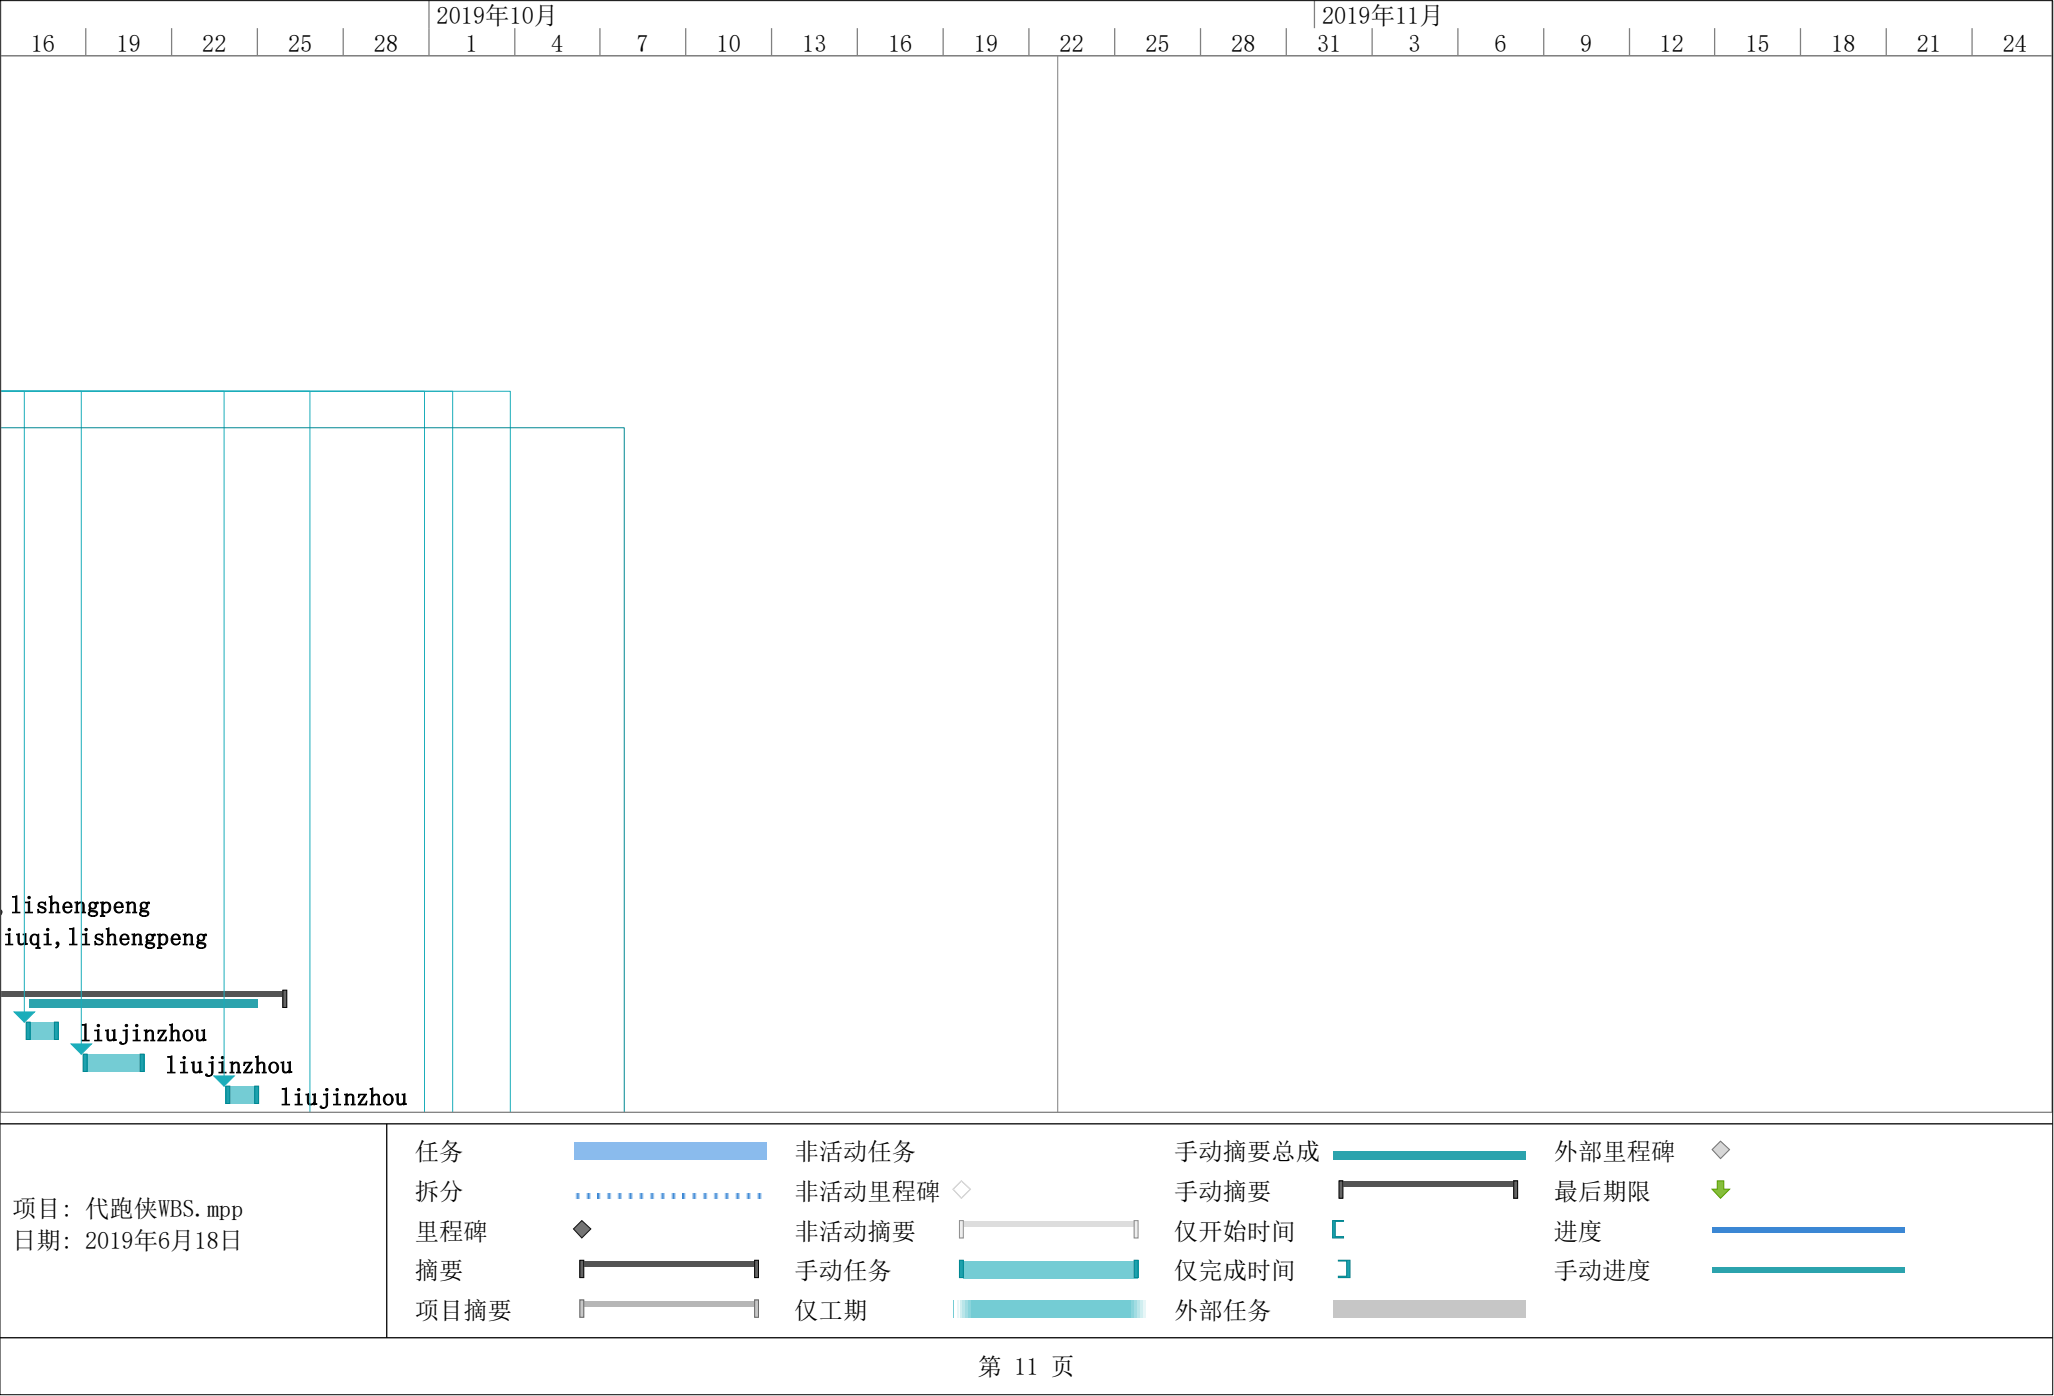 2019年10月 2019年11月
16 19 22 25 28 1 4 7 10 13 16 19 22 25 28 31 3 6 9 12 15 18 21 24
,lishengpeng
iuqi,lishengpeng
liujinzhou
liujinzhou
liujinzhou
项目: 代跑侠WBS.mpp
日期: 2019年6月18日
任务
拆分
里程碑
摘要
项目摘要
非活动任务
非活动里程碑
非活动摘要
手动任务
仅工期
手动摘要总成
手动摘要
仅开始时间
仅完成时间
外部任务
外部里程碑
最后期限
进度
手动进度
第 11 页